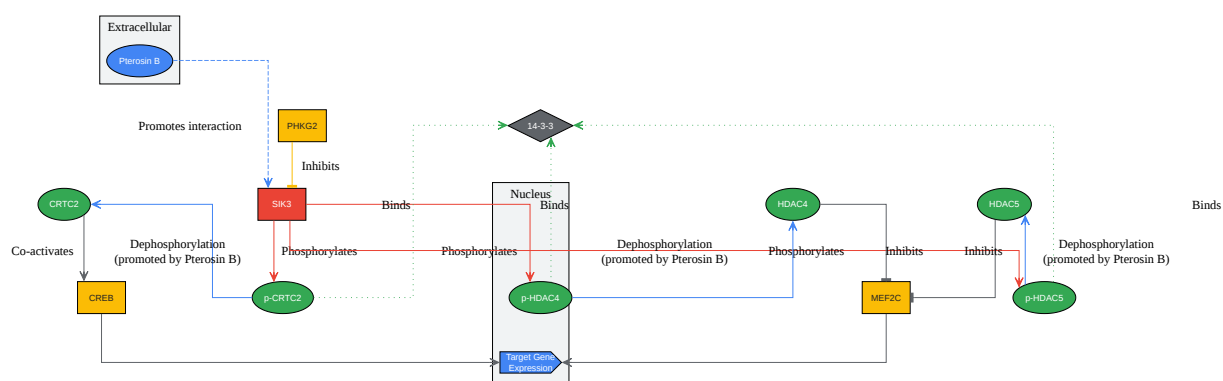 Extracellular
Pterosin B
Promotes interaction
PHKG2
14-3-3
Inhibits
Nucleus
CRTC2
SIK3
Binds
Binds
HDAC4
HDAC5
Binds
Co-activates
Dephosphorylation
(promoted by Pterosin B)
Phosphorylates
Phosphorylates
Dephosphorylation
(promoted by Pterosin B)
Phosphorylates
Inhibits
Inhibits
Dephosphorylation
(promoted by Pterosin B)
CREB
p-CRTC2
p-HDAC4
MEF2C
p-HDAC5
Target Gene
Expression